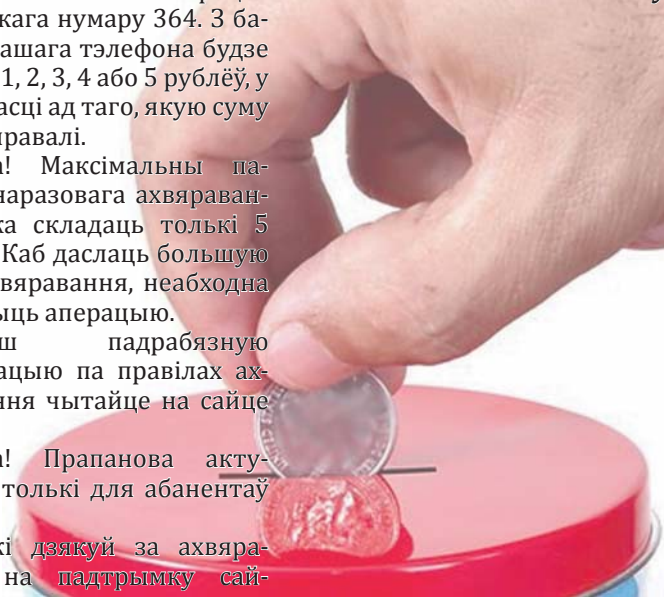 кага нумару 364. З ба-
ашага тэлефона будзе
1, 2, 3, 4 або 5 рублёў, у
асці ад таго, якую суму
равалі.
а! Максімальны па-
наразовага ахвяраван-
ка складаць толькі 5
Каб даслаць большую
вяравання, неабходна
ыць аперацыю.
ш падрабязную
ацыю па правілах ах-
ння чытайце на сайце
а! Прапанова акту-
толькі для абанентаў
кі дзякуй за ахвяра-
на падтрымку сай-